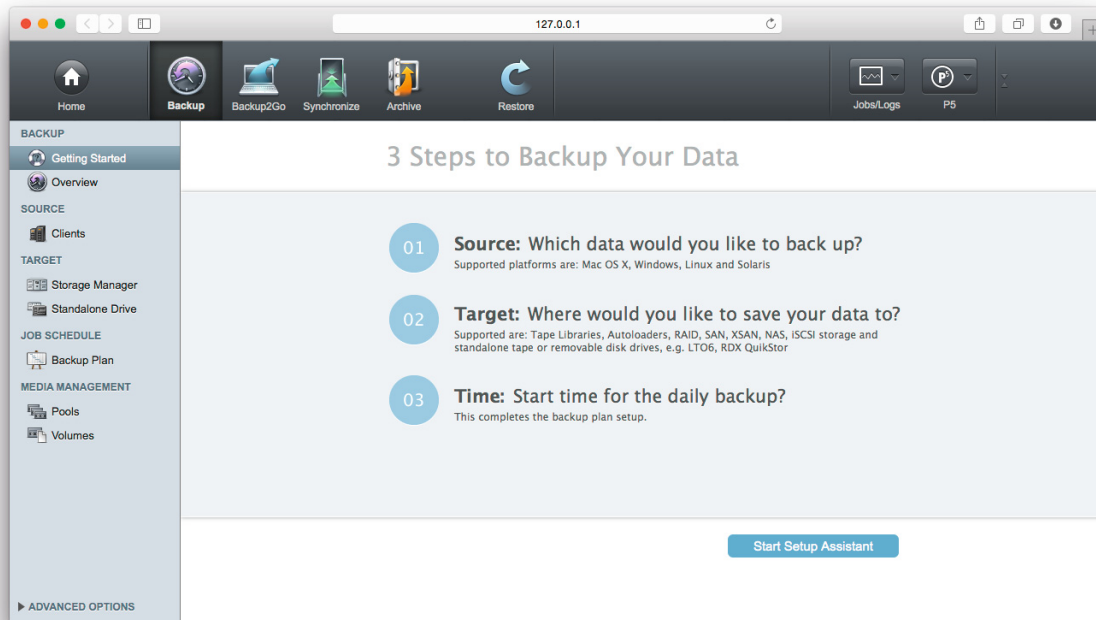 127.0.0.1
Home
Backup
Backup2Go
Synchronize
Archive
Restore
Jobs/Logs
P5
P5
BACKUP
Getting Started
Overview
SOURCE
Clients
TARGET
Storage Manager
Standalone Drive
JOB SCHEDULE
Backup Plan
MEDIA MANAGEMENT
Pools
Volumes
ADVANCED OPTIONS
3 Steps to Backup Your Data
01
Source: Which data would you like to back up?
Supported platforms are: Mac OS X, Windows, Linux and Solaris
02
Target: Where would you like to save your data to?
Supported are: Tape Libraries, Autoloaders, RAID, SAN, XSAN, NAS, iSCSI storage and
standalone tape or removable disk drives, e.g. LTO6, RDX QuikStor
03
Time: Start time for the daily backup?
This completes the backup plan setup.
Start Setup Assistant